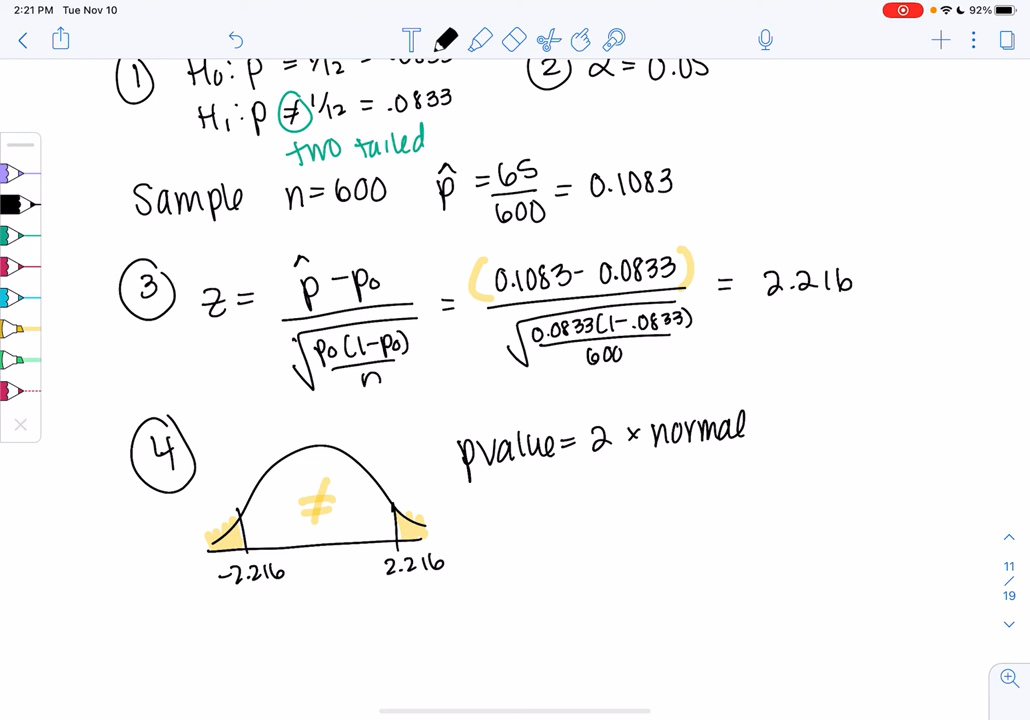 2:21 PM Tue Nov 10
92%
1 H0: p = 1/12 = .0833
2 α = 0.05
H1: p ≠ 1/12 = .0833
two tailed
Sample n=600 p̂ = 65/600 = 0.1083
3 z = (p̂ - p0)/√(p0(1-p0)/n) = (0.1083 - 0.0833)/√(0.0833(1-.0833)/600) = 2.216
4 pvalue = 2 × normal
≠
-2.216 2.216
11
/
19